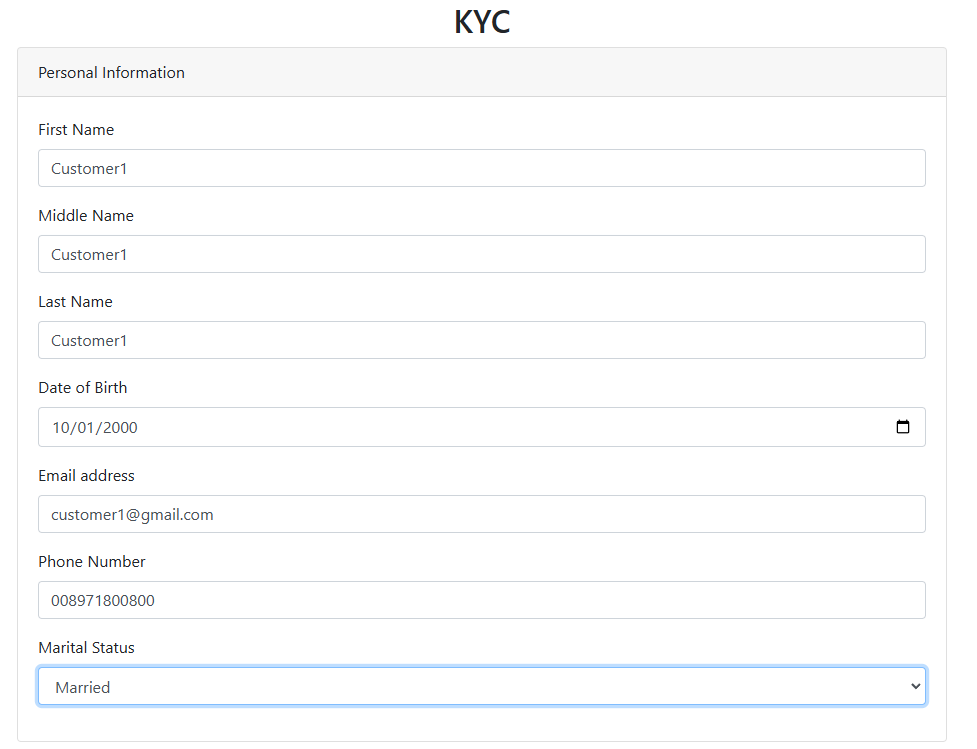 KYC
Personal Information
First Name
Customer1
Middle Name
Customer1
Last Name
Customer1
Date of Birth
10/01/2000
Email address
customer1@gmail.com
Phone Number
008971800800
Marital Status
Married